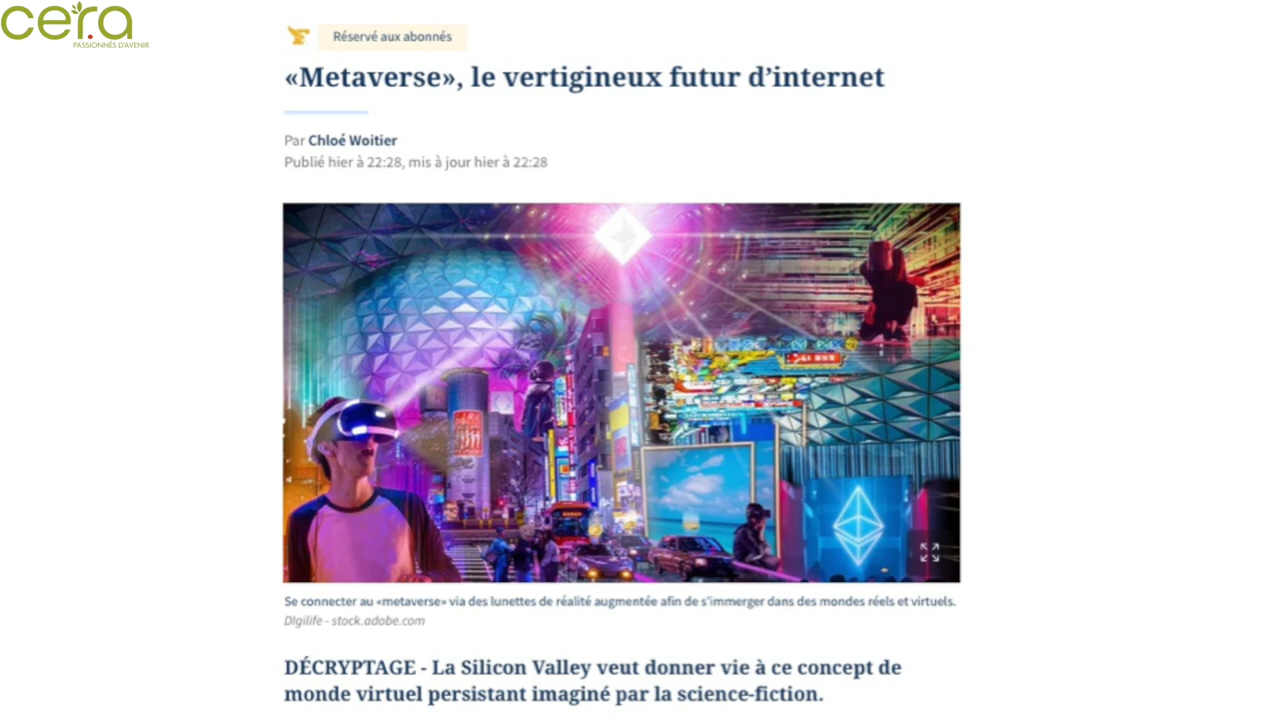 cera
PASSIONNÉS D'AVENIR
Réservé aux abonnés
«Metaverse», le vertigineux futur d’internet
Par Chloé Woitier
Publié hier à 22:28, mis à jour hier à 22:28
Se connecter au «metaverse» via des lunettes de réalité augmentée afin de s’immerger dans des mondes réels et virtuels.
DIgilife - stock.adobe.com
DÉCRYPTAGE - La Silicon Valley veut donner vie à ce concept de
monde virtuel persistant imaginé par la science-fiction.